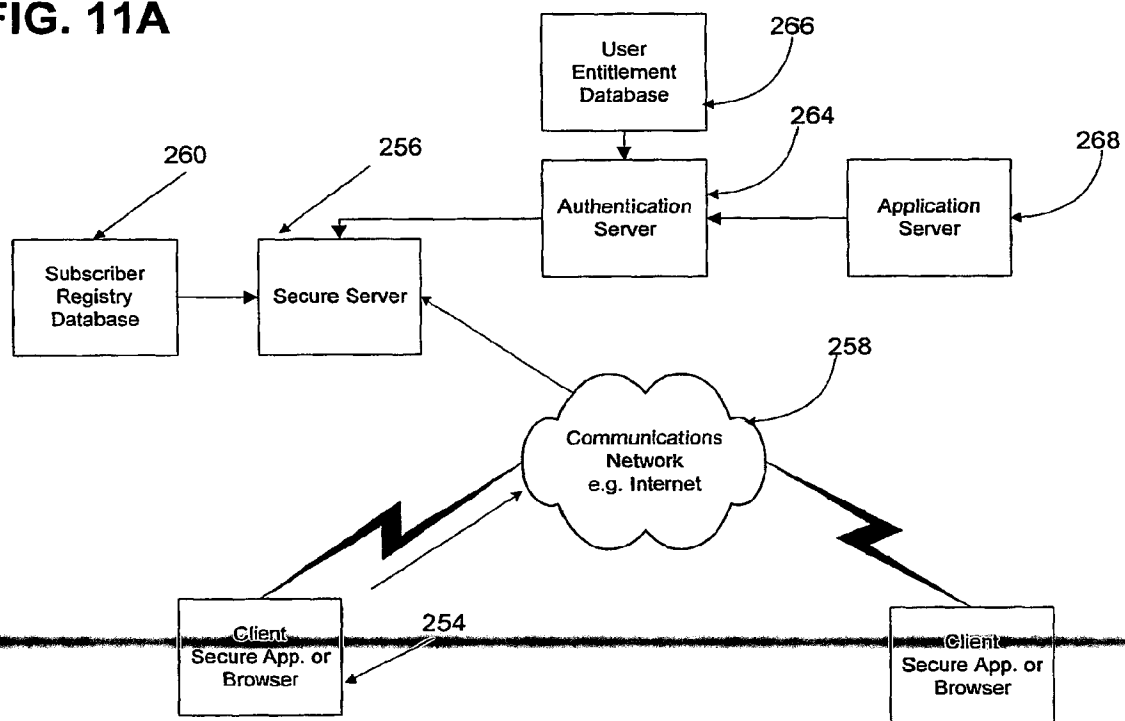 FIG. 11A
266
User
Entitlement
Database
264
268
260
256
Authentication
Server
Application
Server
Subscriber
Registry
Database
Secure Server
258
Communications
Network
e.g. Internet
254
Client
Secure App. or
Browser
Client
Secure App. or
Browser